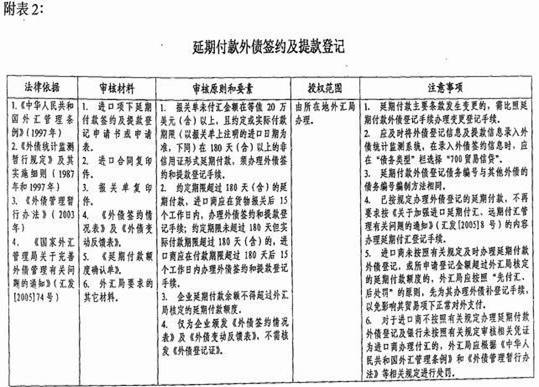 附表2：
延期付款外债签约及提款登记
法律依据
审核材料
审核原则和要素
授权范围
注意事项
1.《中华人民共和
国外汇管理条例》
(1997年)
2.《外债统计监测
暂行规定》及其
实施细则（1987
年和1997年）
3.《外债管理暂
行办法》（2003
年）
4.《国家外汇
管理局关于完善
外债管理有关问
题的通知》（汇发
[2005]74号）
1. 进口项下延期
付款签约及提款登
记申请书或申请
表。
2. 进口合同复印
件。
3. 报关单复印
件。
4. 《外债签约情
况表》及《外债变
动反馈表》。
5. 《延期付款额
度确认单》。
6. 外汇局要求的
其它材料。
1. 报关单未付汇金额在等值20万
美元（含）以上，且约定或实际付款
期限（以报关单上注明的进口日期为
准，下同）在180天（含）以上的非
信用证形式延期付款，须办理外债签
约和提款登记手续。
2. 约定期限超过180天（含）的延
期付款，进口商应在货物报关后15
个工作日内，办理外债签约和提款登
记手续；约定期限未超过180天但实
际付款期限超过180天（含）的，进
口商应在付款期限超过180天后15
个工作日内办理外债签约和提款登记
手续。
3. 企业延期付款余额不得超过外汇
局核定的延期付款额度。
4. 仅为企业颁发《外债签约情况
表》及《外债变动反馈表》，不需核
发《外债登记证》。
由所在地外汇局
办理。
1. 延期付款主要条款发生变更的，需比照延
期付款外债登记手续办理变更登记手续。
2. 应及时将外债登记信息及提款信息录入外
债统计监测系统，在录入外债签约信息时，应
在“债务类型”栏选择“700贸易信贷”。
3. 延期付款外债登记债务编号与其他外债的
债务编号编制方法相同。
4. 已按规定办理外债登记的延期付款，不再
要求按《关于加强进口延期付汇、远期付汇管
理有关问题的通知》（汇发[2005]8号）的内容
办理延期付汇登记手续。
5. 进口商未按照有关规定及时办理延期付款
外债登记，或所申请登记金额超过外汇局核定
的延期付款额度的，外汇局应按照“先付汇、
后处罚”的原则，先为其办理外债补登记手续，
以免影响其贸易项下正常对外支付。
6. 对于进口商不按照有关规定办理延期付款
外债登记及银行未按照有关规定审核相关凭证
为进口商办理付汇的，外汇局应根据《中华人
民共和国外汇管理条例》和《外债管理暂行办
法》等相关规定进行处罚。